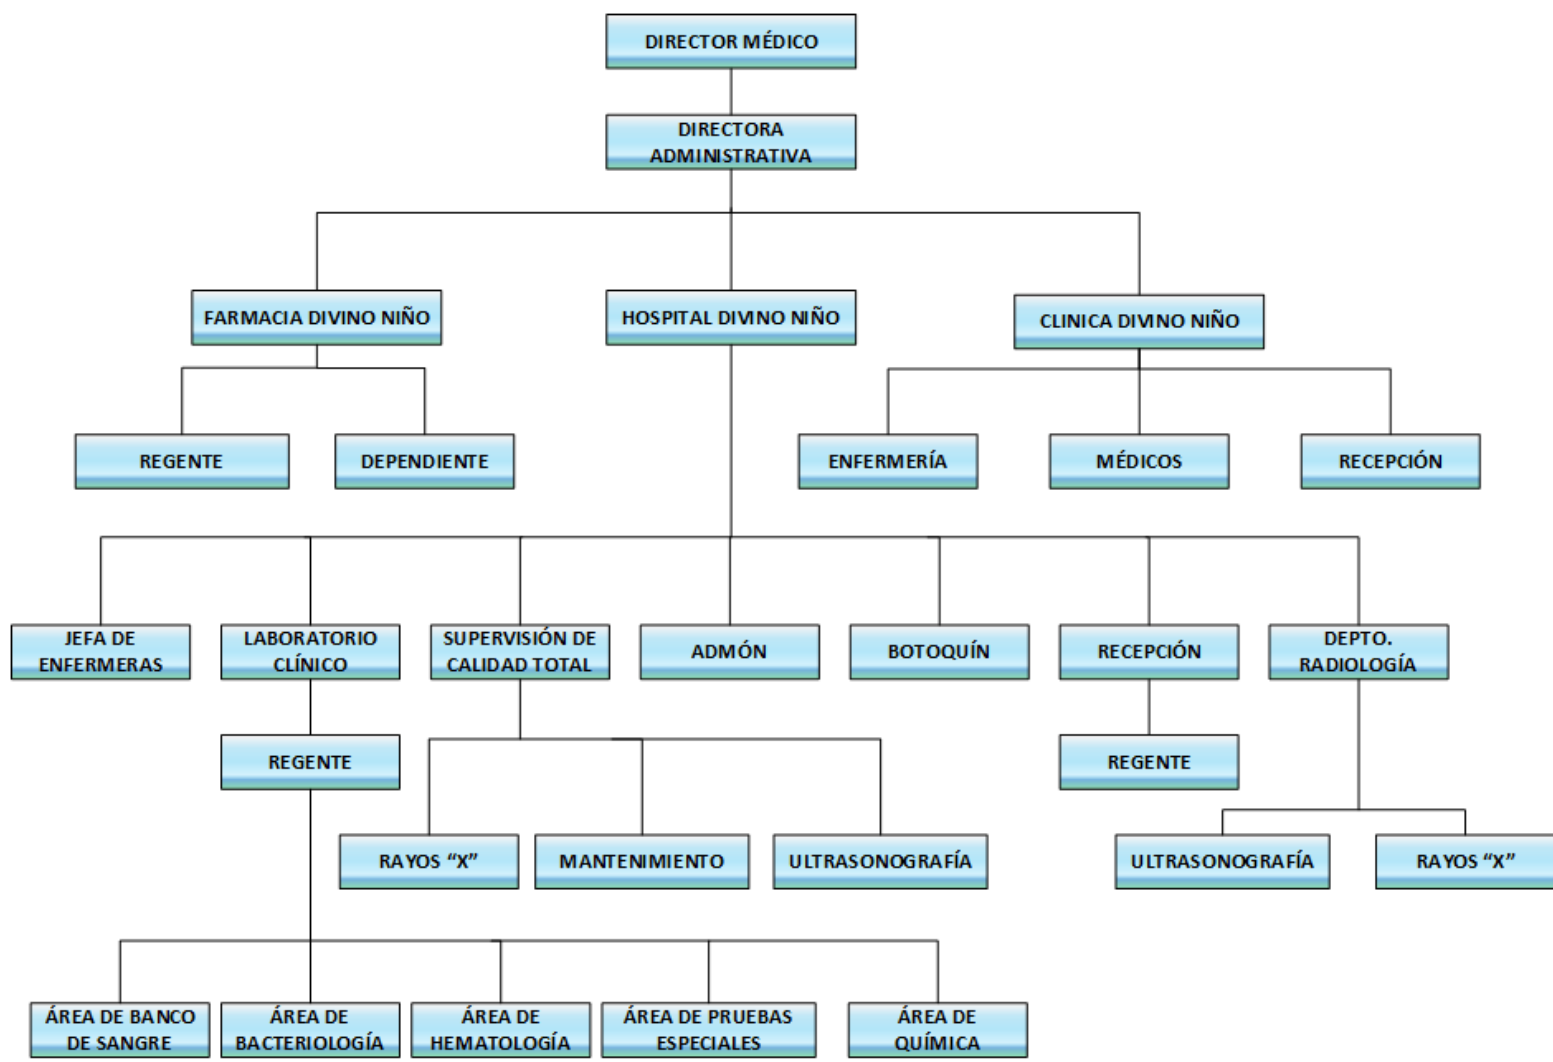 DIRECTOR MÉDICO
DIRECTORA
ADMINISTRATIVA
FARMACIA DIVINO NIÑO
HOSPITAL DIVINO NIÑO
CLINICA DIVINO NIÑO
REGENTE
DEPENDIENTE
ENFERMERÍA
MÉDICOS
RECEPCIÓN
JEFA DE
ENFERMERAS
LABORATORIO
CLÍNICO
SUPERVISIÓN DE
CALIDAD TOTAL
ADMÓN
BOTOQUÍN
RECEPCIÓN
DEPTO.
RADIOLOGÍA
REGENTE
REGENTE
RAYOS “X”
MANTENIMIENTO
ULTRASONOGRAFÍA
ULTRASONOGRAFÍA
RAYOS “X”
ÁREA DE BANCO
DE SANGRE
ÁREA DE
BACTERIOLOGÍA
ÁREA DE
HEMATOLOGÍA
ÁREA DE PRUEBAS
ESPECIALES
ÁREA DE
QUÍMICA